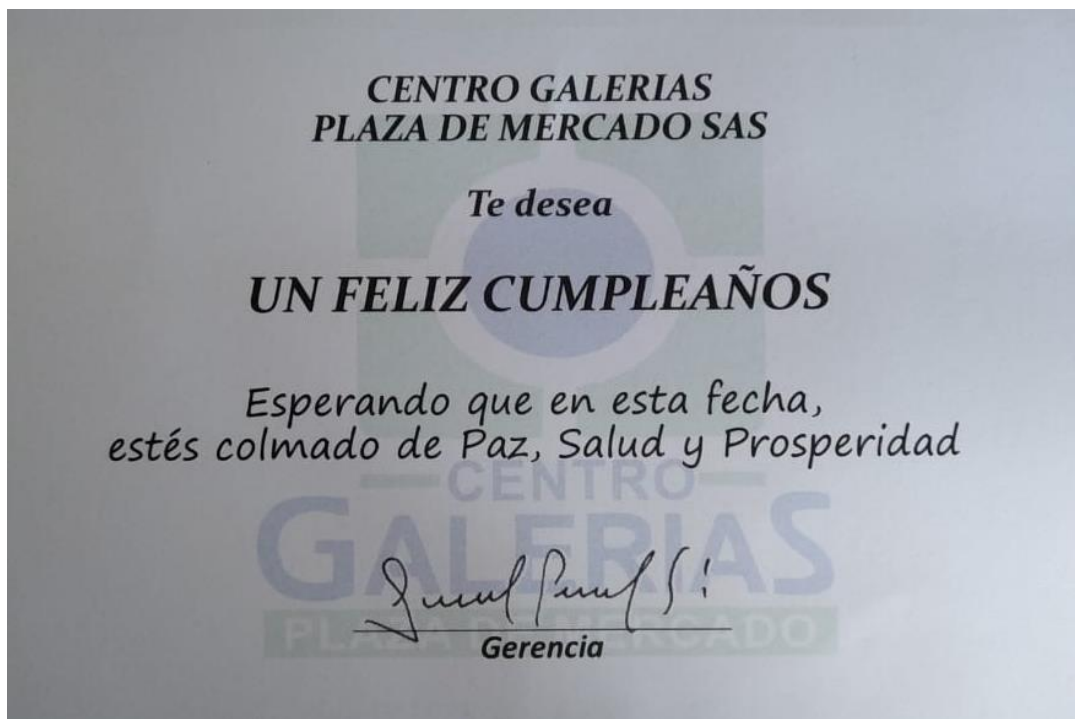 CENTRO GALERIAS
PLAZA DE MERCADO SAS
Te desea
UN FELIZ CUMPLEAÑOS
Esperando que en esta fecha,
estés colmado de Paz, Salud y Prosperidad
CENTRO
GALERIAS
PLAZA DE MERCADO
Gerencia